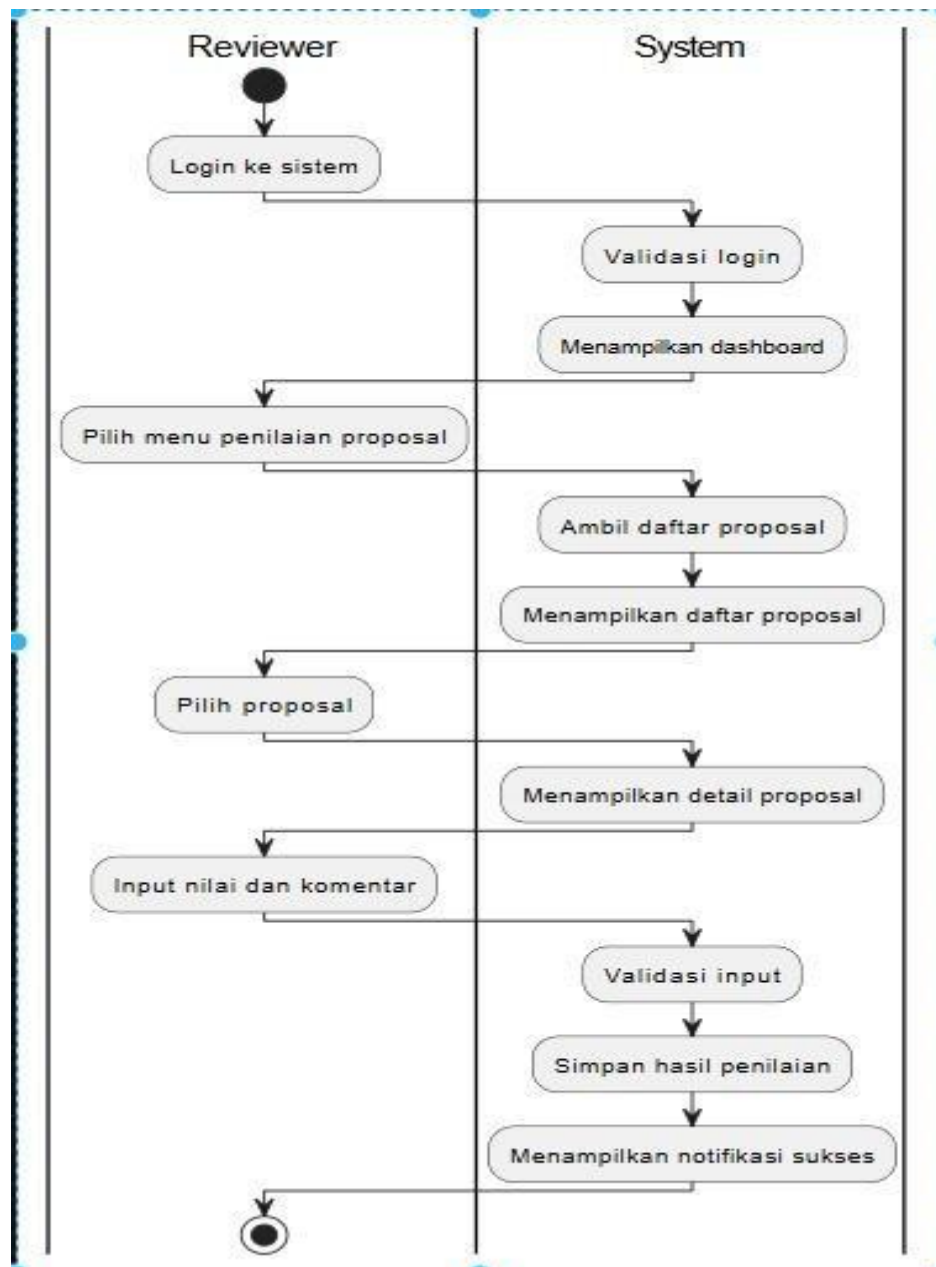 Reviewer
System
Login ke sistem
Validasi login
Menampilkan dashboard
Pilih menu penilaian proposal
Ambil daftar proposal
Menampilkan daftar proposal
Pilih proposal
Menampilkan detail proposal
Input nilai dan komentar
Validasi input
Simpan hasil penilaian
Menampilkan notifikasi sukses